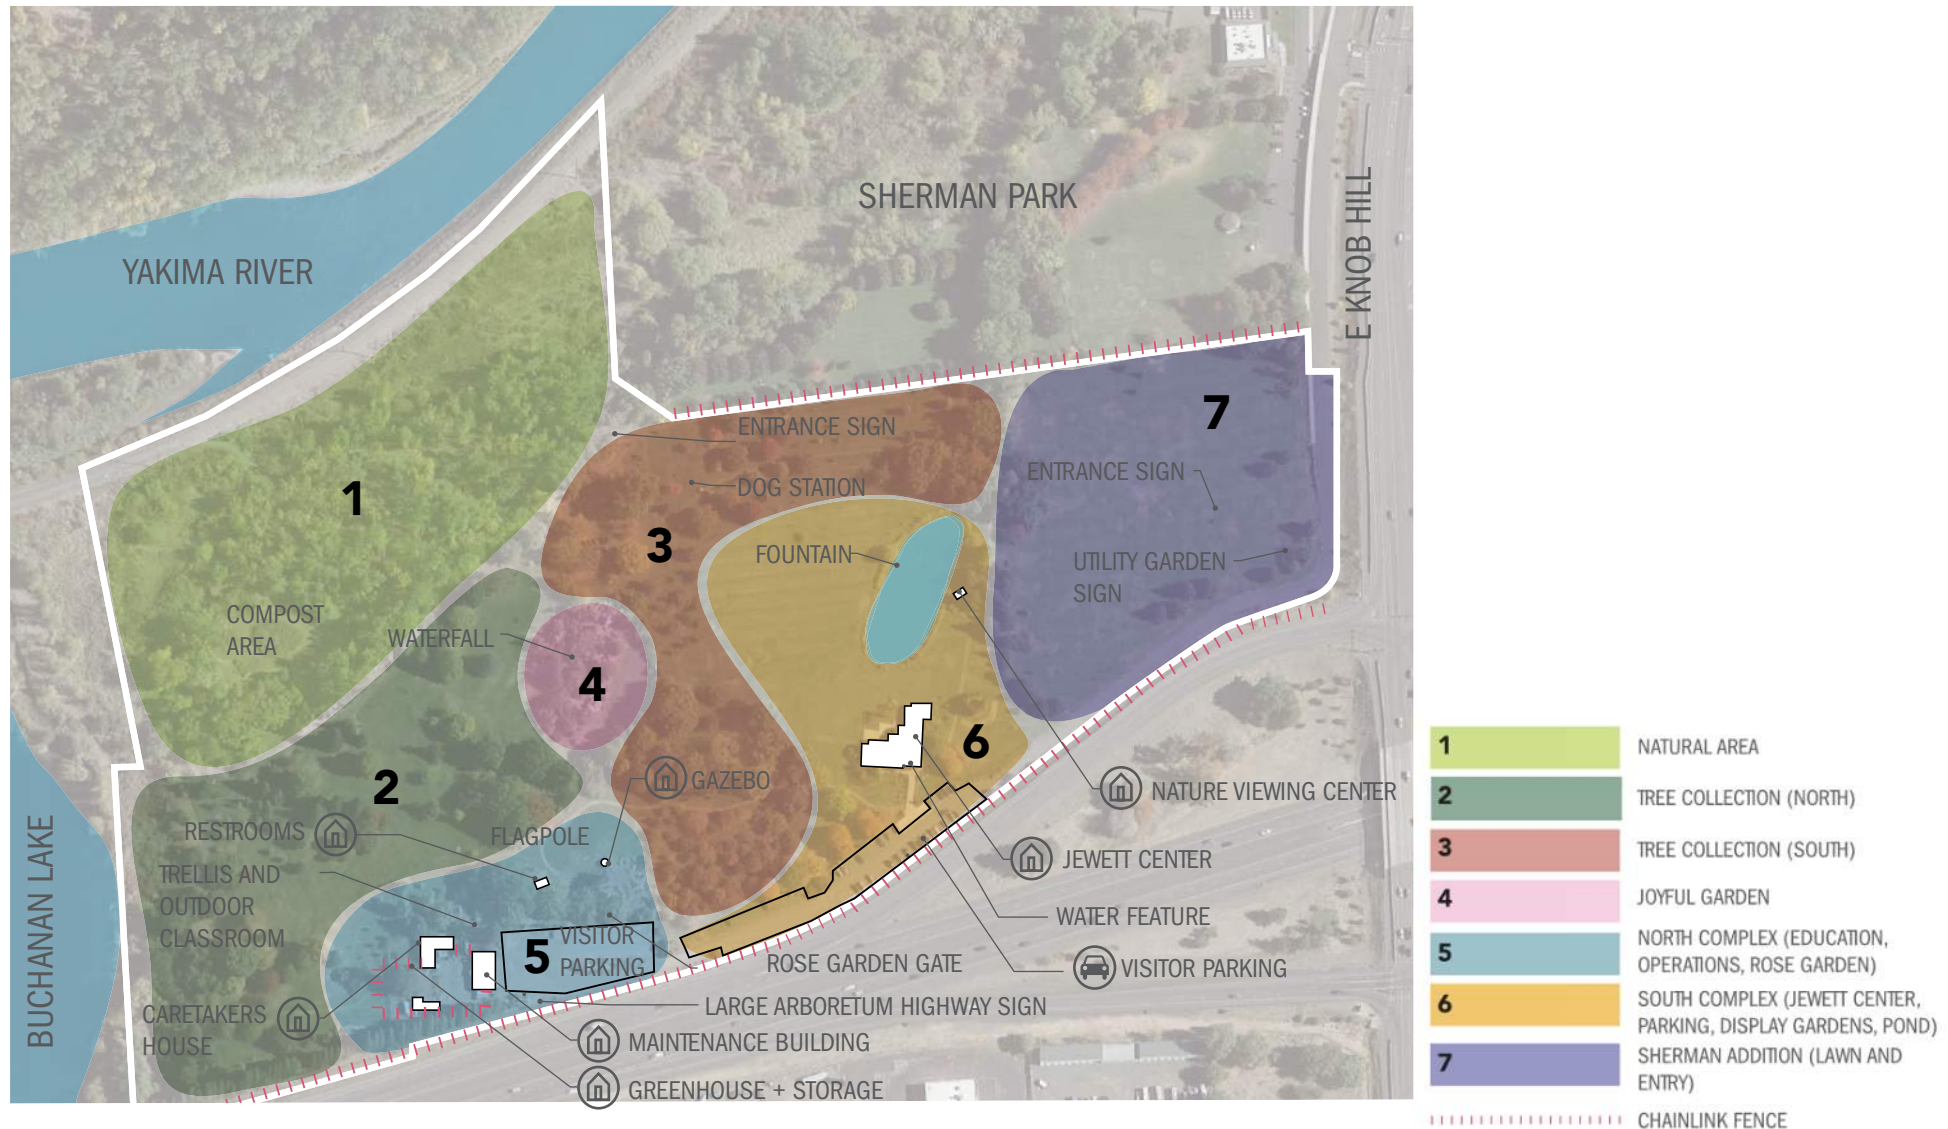 SHERMAN PARK
E KNOB HILL
YAKIMA RIVER
7
ENTRANCE SIGN
ENTRANCE SIGN
DOG STATION
1
3
FOUNTAIN
UTILITY GARDEN
SIGN
COMPOST
AREA
WATERFALL
4
6
2
GAZEBO
NATURE VIEWING CENTER
RESTROOMS
FLAGPOLE
JEWETT CENTER
TRELLIS AND
OUTDOOR
CLASSROOM
WATER FEATURE
BUCHANAN LAKE
5
VISITOR
PARKING
ROSE GARDEN GATE
VISITOR PARKING
LARGE ARBORETUM HIGHWAY SIGN
CARETAKERS
HOUSE
MAINTENANCE BUILDING
GREENHOUSE + STORAGE
1 NATURAL AREA
2 TREE COLLECTION (NORTH)
3 TREE COLLECTION (SOUTH)
4 JOYFUL GARDEN
5 NORTH COMPLEX (EDUCATION,
OPERATIONS, ROSE GARDEN)
6 SOUTH COMPLEX (JEWETT CENTER,
PARKING, DISPLAY GARDENS, POND)
7 SHERMAN ADDITION (LAWN AND
ENTRY)
CHAINLINK FENCE